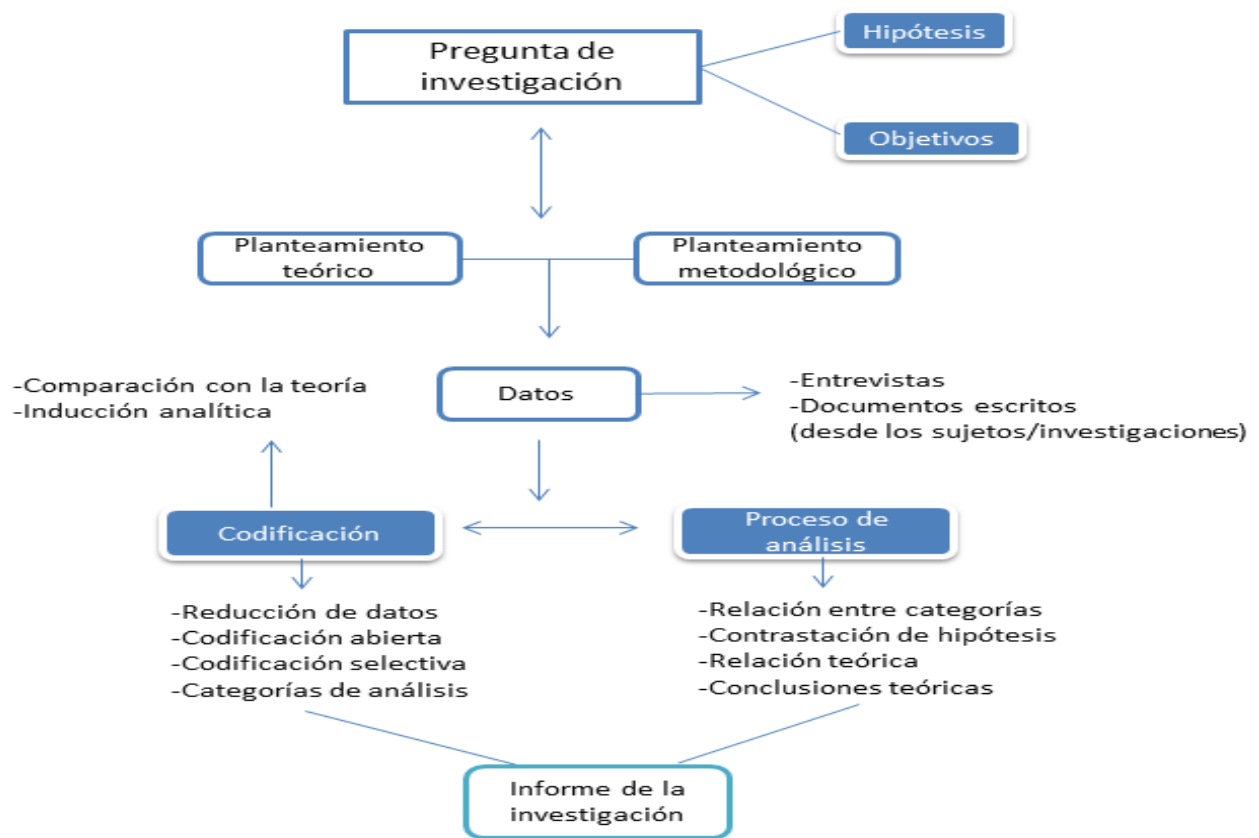 Pregunta de
investigación
Hipótesis
Objetivos
Planteamiento
teórico
Planteamiento
metodológico
-Comparación con la teoría
-Inducción analítica
Datos
-Entrevistas
-Documentos escritos
(desde los sujetos/investigaciones)
Codificación
Proceso de
análisis
-Reducción de datos
-Codificación abierta
-Codificación selectiva
-Categorías de análisis
-Relación entre categorías
-Contrastación de hipótesis
-Relación teórica
-Conclusiones teóricas
Informe de la
investigación